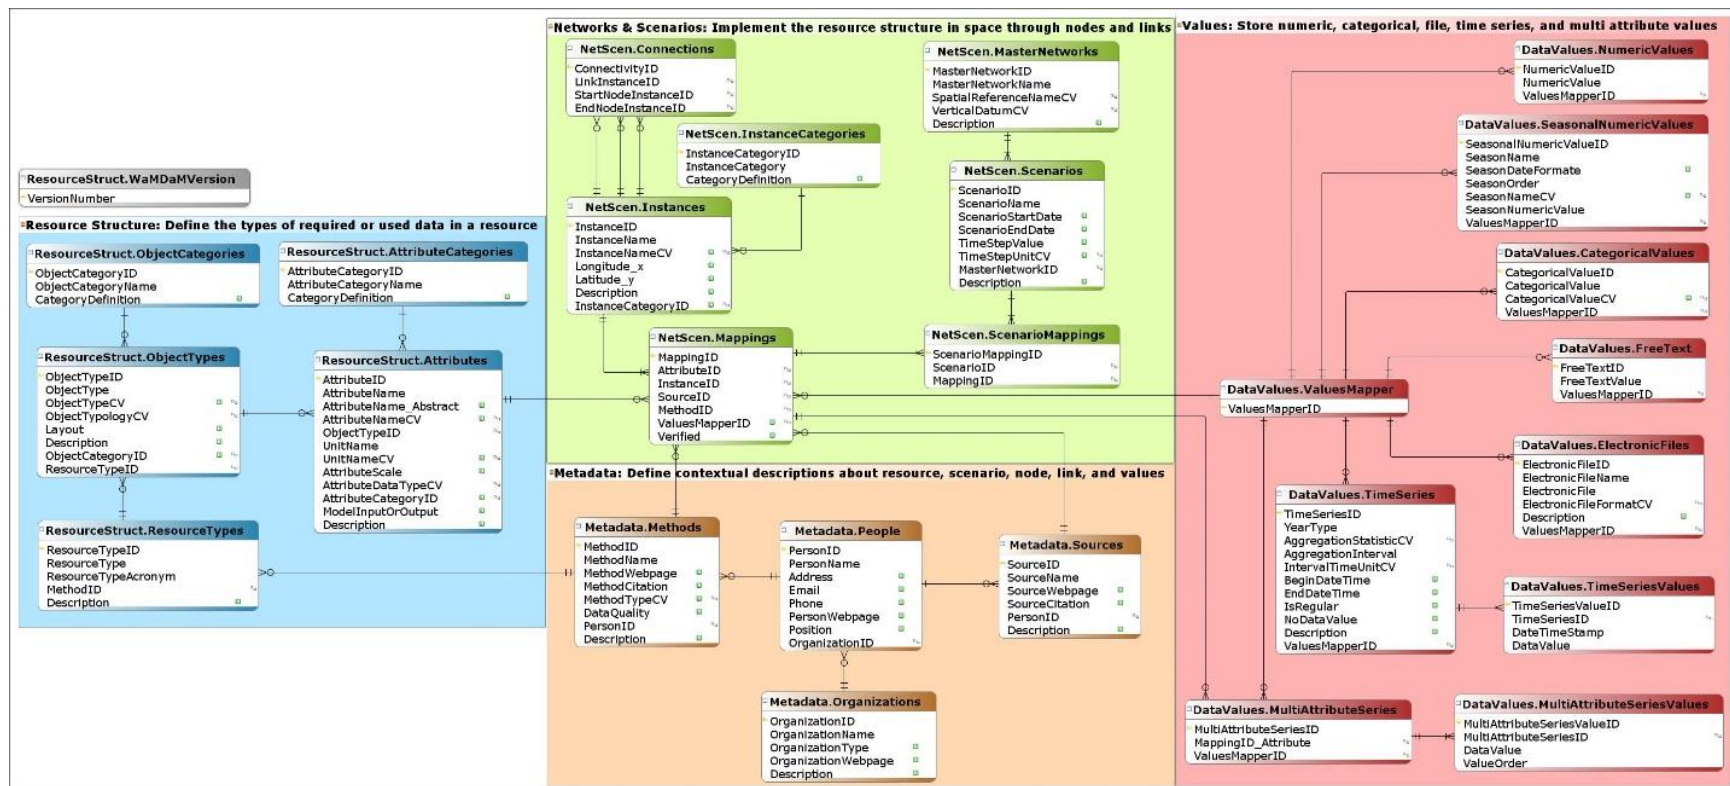 ResourceStruct.WaMDaMVersion
VersionNumber
Resource Structure: Define the types of required or used data in a resource
ResourceStruct.ObjectCategories
ObjectCategoryID
ObjectCategoryName
CategoryDefinition
ResourceStruct.AttributeCategories
AttributeCategoryID
AttributeCategoryName
CategoryDefinition
ResourceStruct.ObjectTypes
ObjectTypeID
ObjectType
ObjectTypeCV
ObjectTypologyCV
Layout
Description
ObjectCategoryID
ResourceTypeID
ResourceStruct.Attributes
AttributeID
AttributeName
AttributeName_Abstract
AttributeNameCV
ObjectTypeID
UnitName
UnitNameCV
AttributeScale
AttributeDataTypeCV
AttributeCategoryID
ModelInputOrOutput
Description
ResourceStruct.ResourceTypes
ResourceTypeID
ResourceType
ResourceTypeAcronym
MethodID
Description
Networks & Scenarios: Implement the resource structure in space through nodes and links
NetScen.Connections
ConnectivityID
LinkInstanceID
StartNodeInstanceID
EndNodeInstanceID
NetScen.MasterNetworks
MasterNetworkID
MasterNetworkName
SpatialReferenceNameCV
VerticalDatumCV
Description
NetScen.InstanceCategories
InstanceCategoryID
InstanceCategory
CategoryDefinition
NetScen.Scenarios
ScenarioID
ScenarioName
ScenarioStartDate
ScenarioEndDate
TimeStepValue
TimeStepUnitCV
MasterNetworkID
Description
NetScen.Instances
InstanceID
InstanceName
InstanceNameCV
Longitude_x
Latitude_y
Description
InstanceCategoryID
NetScen.Mappings
MappingID
AttributeID
InstanceID
SourceID
MethodID
ValuesMapperID
Verified
NetScen.ScenarioMappings
ScenarioMappingID
ScenarioID
MappingID
Metadata: Define contextual descriptions about resource, scenario, node, link, and values
Metadata.Methods
MethodID
MethodName
MethodWebpage
MethodCitation
MethodTypeCV
DataQuality
PersonID
Description
Metadata.People
PersonID
PersonName
Address
Email
Phone
PersonWebpage
Position
OrganizationID
Metadata.Sources
SourceID
SourceName
SourceWebpage
SourceCitation
PersonID
Description
Metadata.Organizations
OrganizationID
OrganizationName
OrganizationType
OrganizationWebpage
Description
Values: Store numeric, categorical, file, time series, and multi attribute values
DataValues.NumericValues
NumericValueID
NumericValue
ValuesMapperID
DataValues.SeasonalNumericValues
SeasonalNumericValueID
SeasonName
SeasonDateFormate
SeasonOrder
SeasonNameCV
SeasonNumericValue
ValuesMapperID
DataValues.CategoricalValues
CategoricalValueID
CategoricalValue
CategoricalValueCV
ValuesMapperID
DataValues.FreeText
FreeTextID
FreeTextValue
ValuesMapperID
DataValues.ValuesMapper
ValuesMapperID
DataValues.ElectronicFiles
ElectronicFileID
ElectronicFileName
ElectronicFile
ElectronicFileFormatCV
Description
ValuesMapperID
DataValues.TimeSeries
TimeSeriesID
YearType
AggregationStatisticCV
AggregationInterval
IntervalTimeUnitCV
BeginDateTime
EndDateTime
IsRegular
NoDataValue
Description
ValuesMapperID
DataValues.TimeSeriesValues
TimeSeriesValueID
TimeSeriesID
DateTimeStamp
DataValue
DataValues.MultiAttributeSeries
MultiAttributeSeriesID
MappingID_Attribute
ValuesMapperID
DataValues.MultiAttributeSeriesValues
MultiAttributeSeriesValueID
MultiAttributeSeriesID
DataValue
ValueOrder